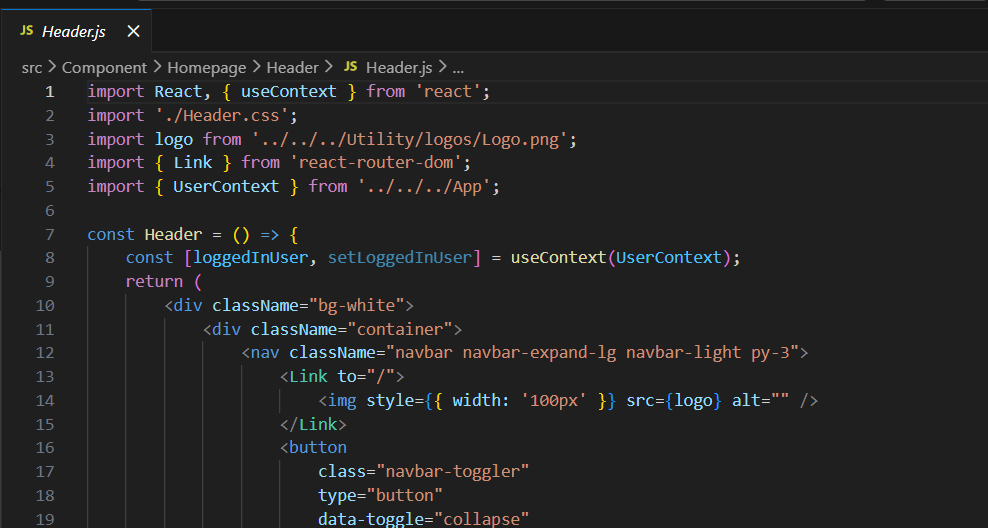 JS Header.js ×
src > Component > Homepage > Header > JS Header.js > ...
1 import React, { useContext } from 'react';
2 import './Header.css';
3 import logo from '../../../Utility/logos/Logo.png';
4 import { Link } from 'react-router-dom';
5 import { UserContext } from '../../../App';
6
7 const Header = () => {
8     const [loggedInUser, setLoggedInUser] = useContext(UserContext);
9     return (
10         <div className="bg-white">
11             <div className="container">
12                 <nav className="navbar navbar-expand-lg navbar-light py-3">
13                     <Link to="/">
14                         <img style={{ width: '100px' }} src={logo} alt="" />
15                     </Link>
16                     <button
17                         class="navbar-toggler"
18                         type="button"
19                         data-toggle="collapse"